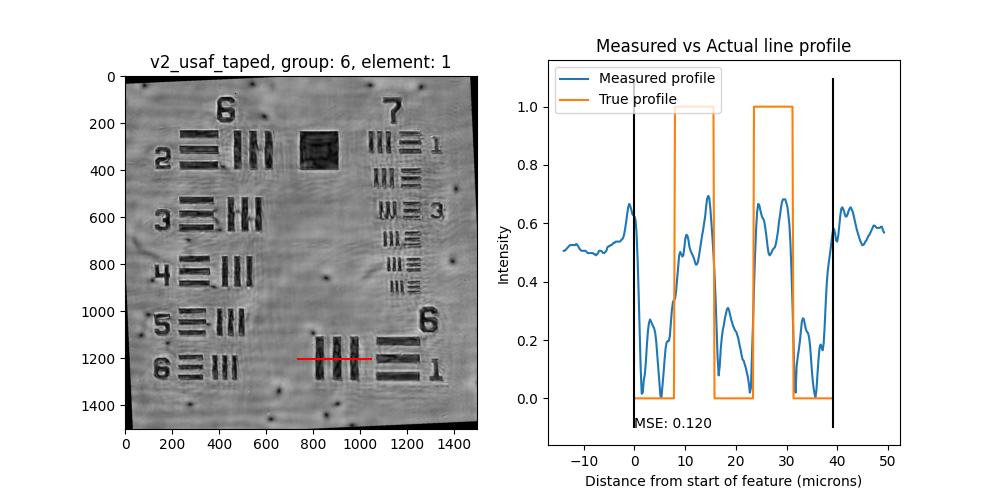 v2_usaf_taped, group: 6, element: 1
0
200
400
600
800
1000
1200
1400
0 200 400 600 800 1000 1200 1400
6 7
2
3
4
5
6
1
3
6
1
Measured vs Actual line profile
Measured profile
True profile
Intensity
1.0
0.8
0.6
0.4
0.2
0.0
MSE: 0.120
−10 0 10 20 30 40 50
Distance from start of feature (microns)